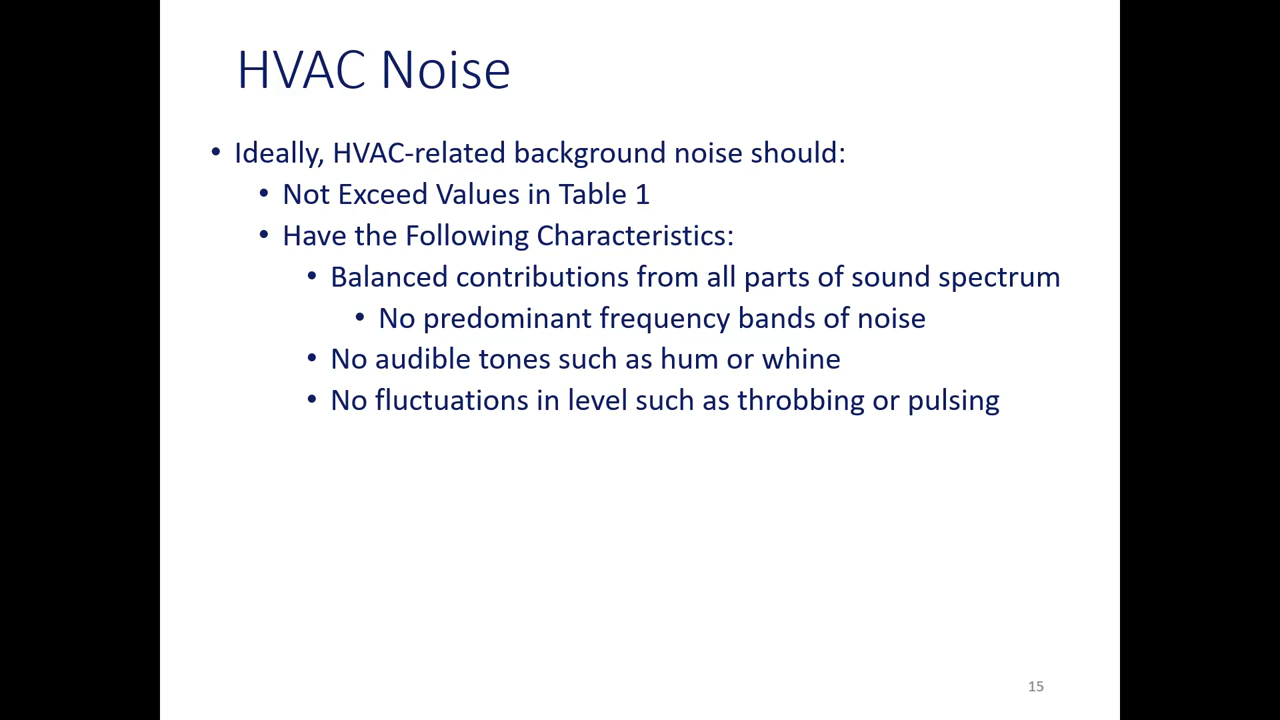 HVAC Noise
• Ideally, HVAC-related background noise should:
• Not Exceed Values in Table 1
• Have the Following Characteristics:
• Balanced contributions from all parts of sound spectrum
• No predominant frequency bands of noise
• No audible tones such as hum or whine
• No fluctuations in level such as throbbing or pulsing
15